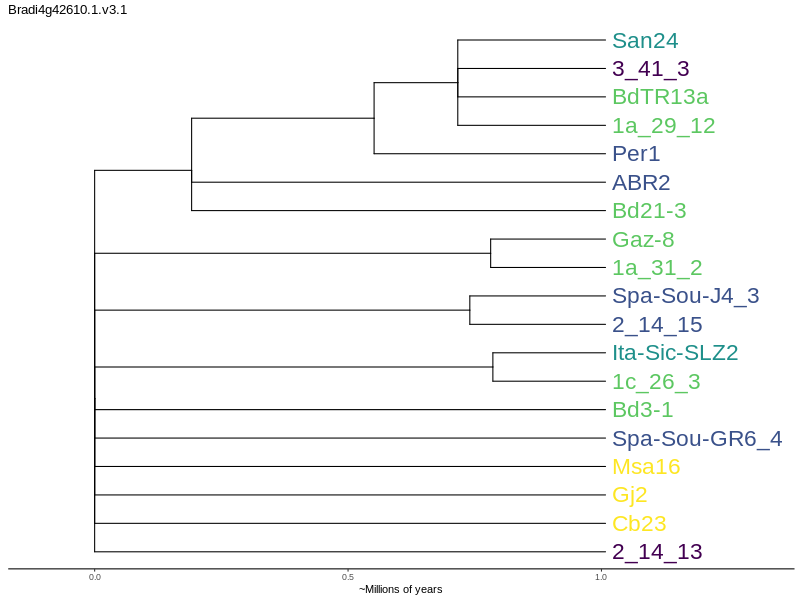 Bradi4g42610.1.v3.1
San24
3_41_3
BdTR13a
1a_29_12
Per1
ABR2
Bd21-3
Gaz-8
1a_31_2
Spa-Sou-J4_3
2_14_15
Ita-Sic-SLZ2
1c_26_3
Bd3-1
Spa-Sou-GR6_4
Msa16
Gj2
Cb23
2_14_13
0.0 0.5 1.0
~Millions of years